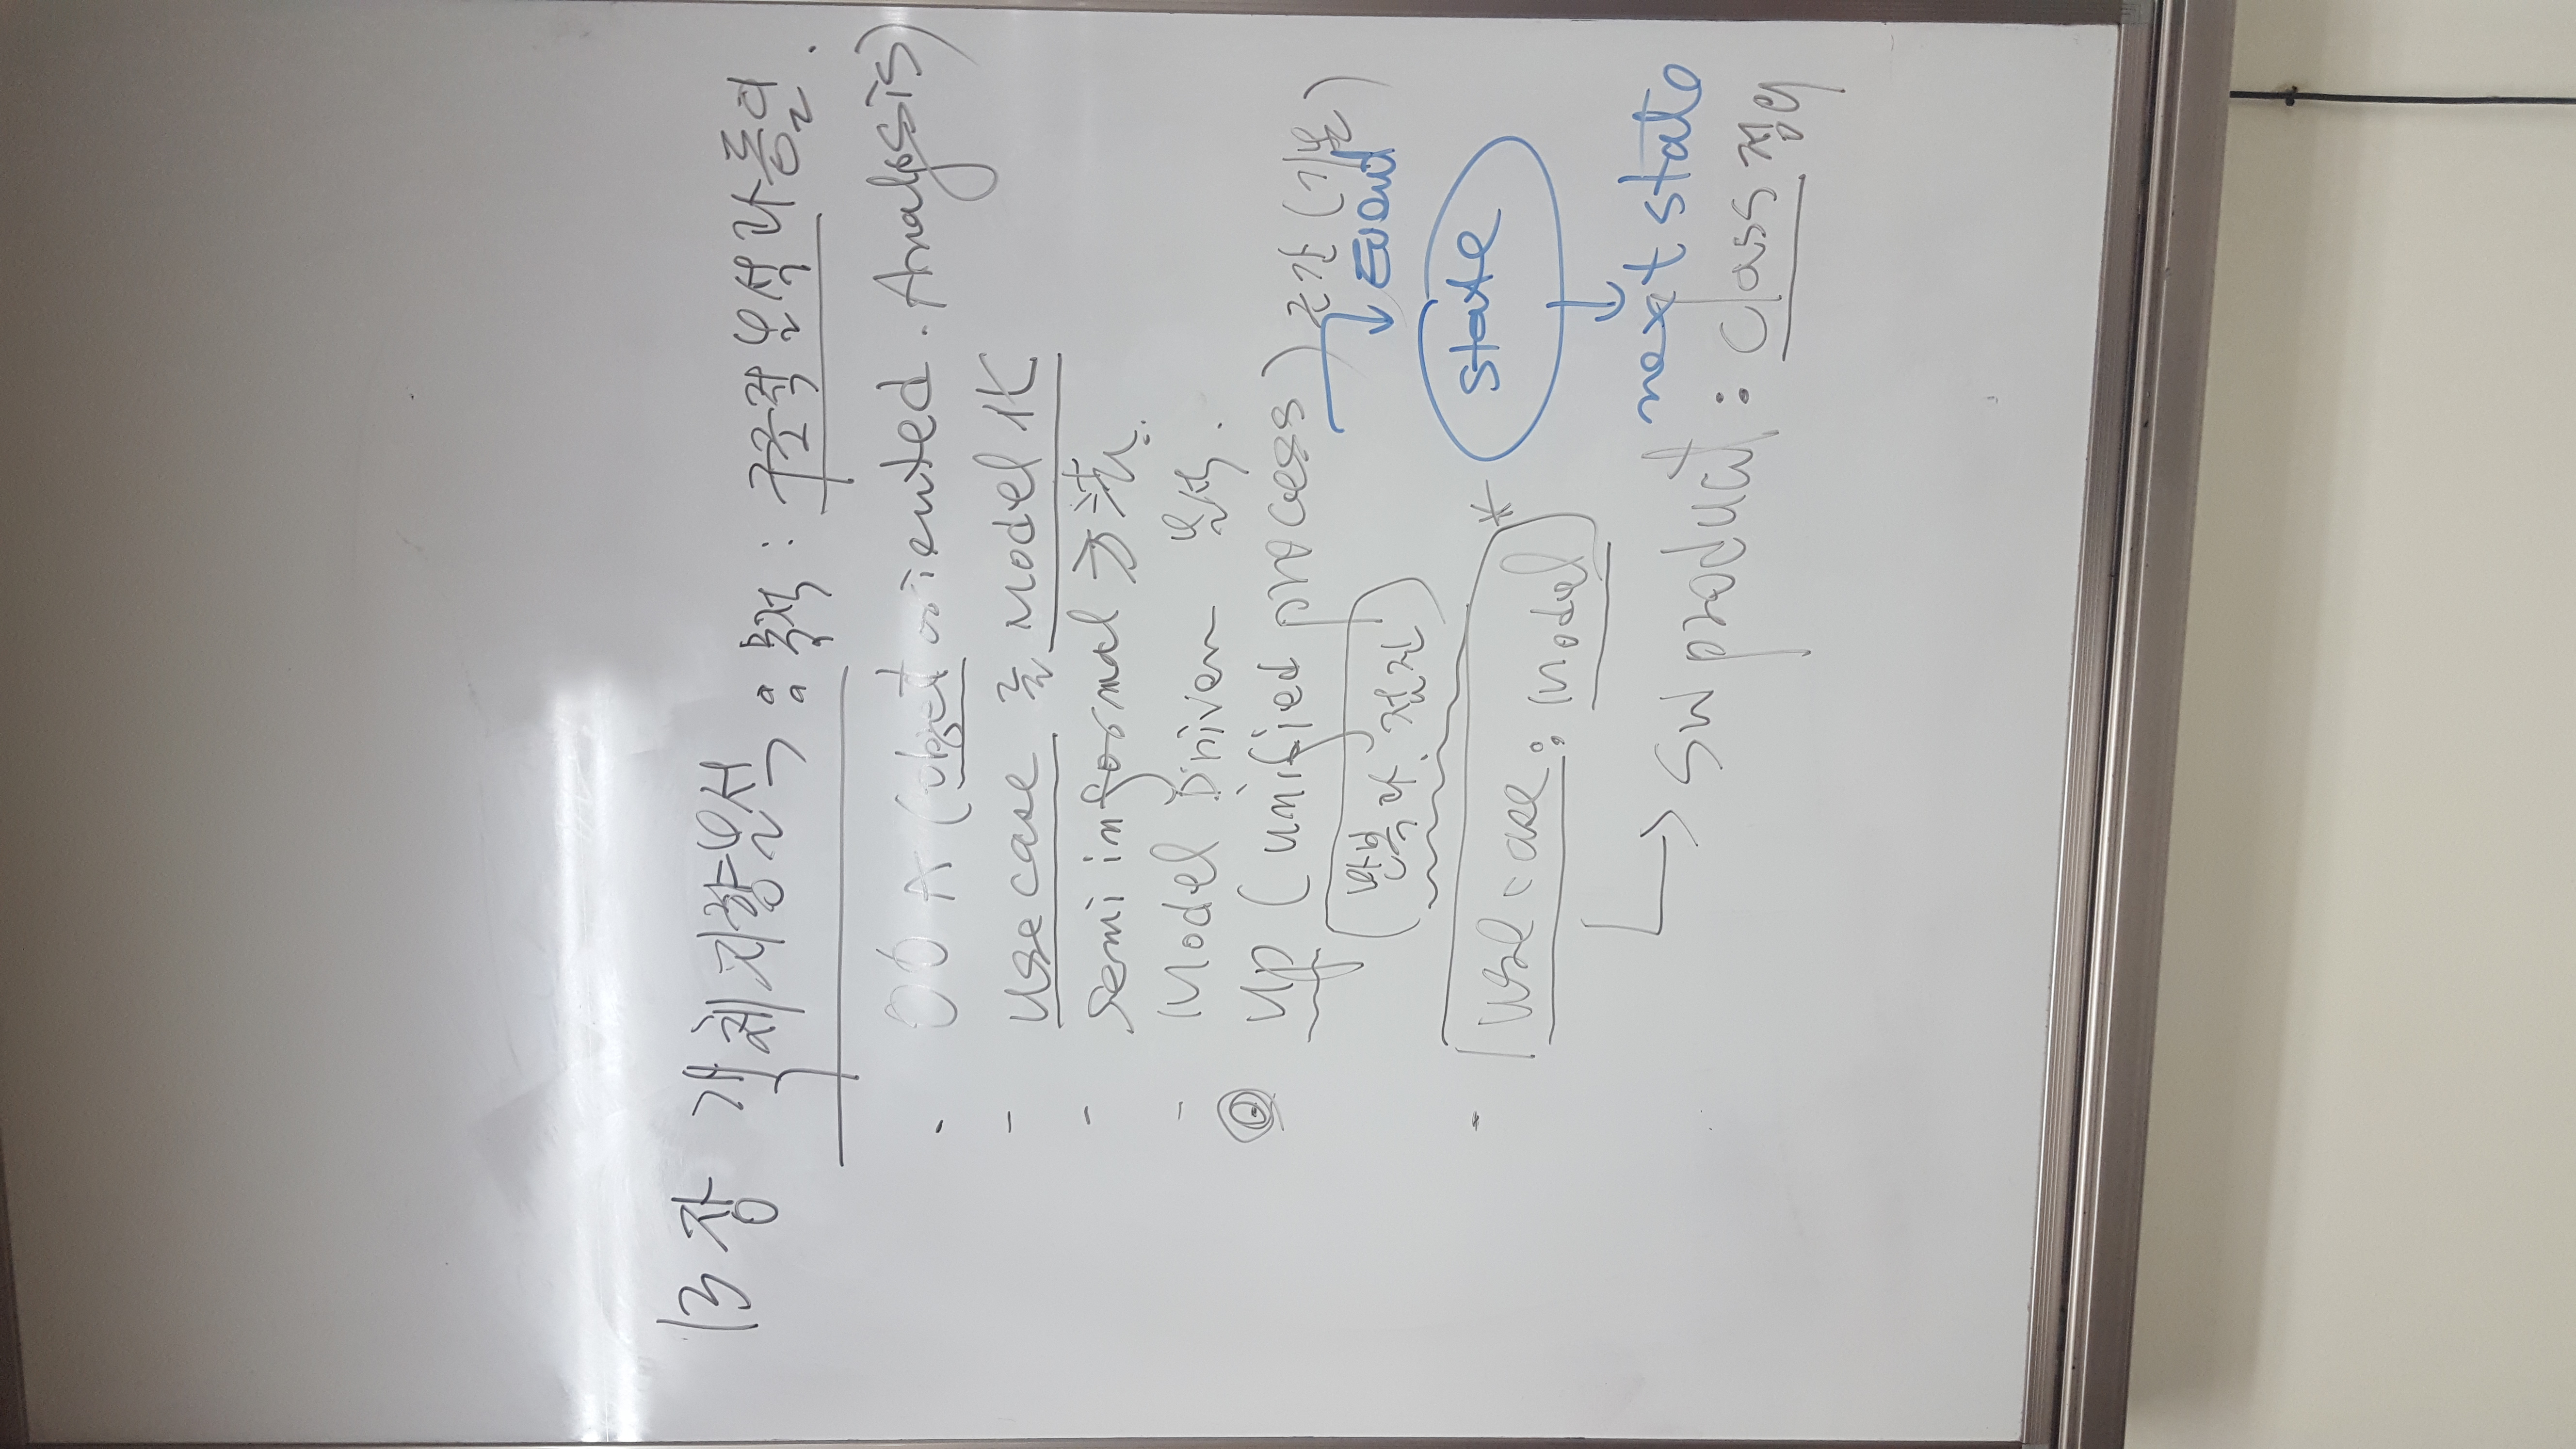 13장 객체지향분석 : 목적 : 구조적 분석과 동일.
OOA (object oriented. Analysis)
- use case 를 Model 化
- Semi informal 方法.
- Model Driven 분석.
◎ up (unified process) 근간 (기본)
반복과 점진
Event
- use case : Model *
state
next state
→ SW product : class 정의